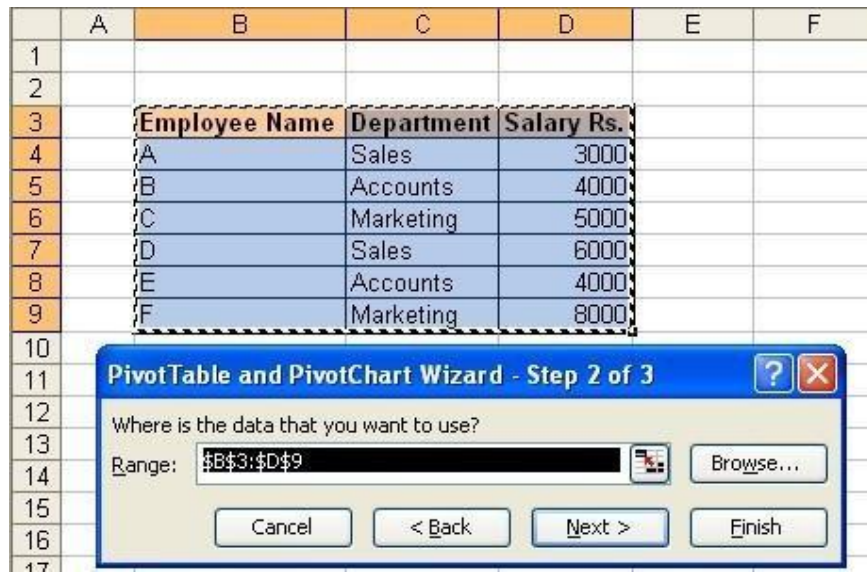 A B C D E F
1
2
3 Employee Name Department Salary Rs.
4 A Sales 3000
5 B Accounts 4000
6 C Marketing 5000
7 D Sales 6000
8 E Accounts 4000
9 F Marketing 8000
10
11 PivotTable and PivotChart Wizard - Step 2 of 3 ?
12 Where is the data that you want to use?
13
14 Range: $B$3:$D$9 Browse...
15
16 Cancel < Back Next > Finish
17